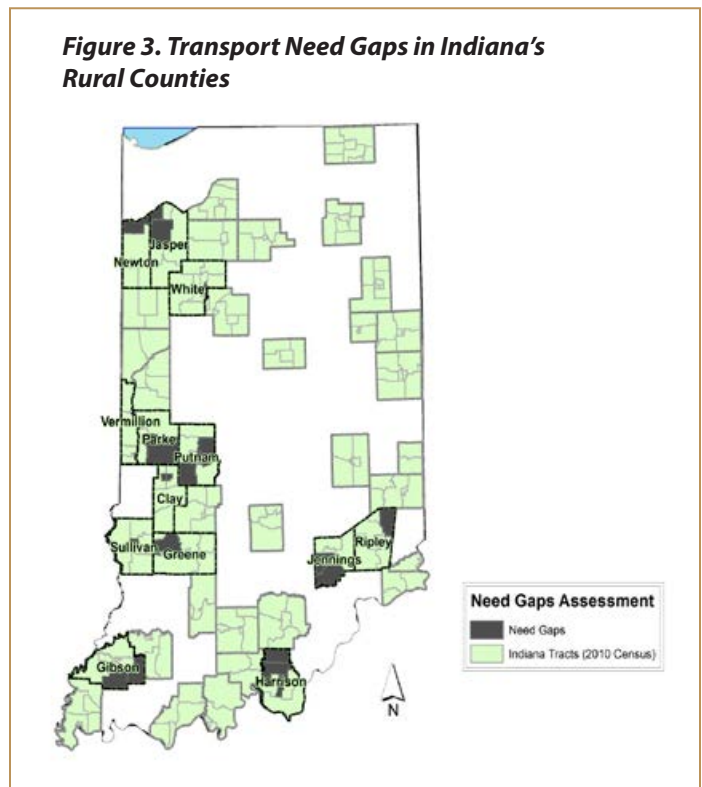 Figure 3. Transport Need Gaps in Indiana's
Rural Counties
Jasper
Newton
White
Vermillion
Parke
Putnam
Clay
Sullivan
Greene
Ripley
Jennings
Gibson
Harrison
N
Need Gaps Assessment
Need Gaps
Indiana Tracts (2010 Census)